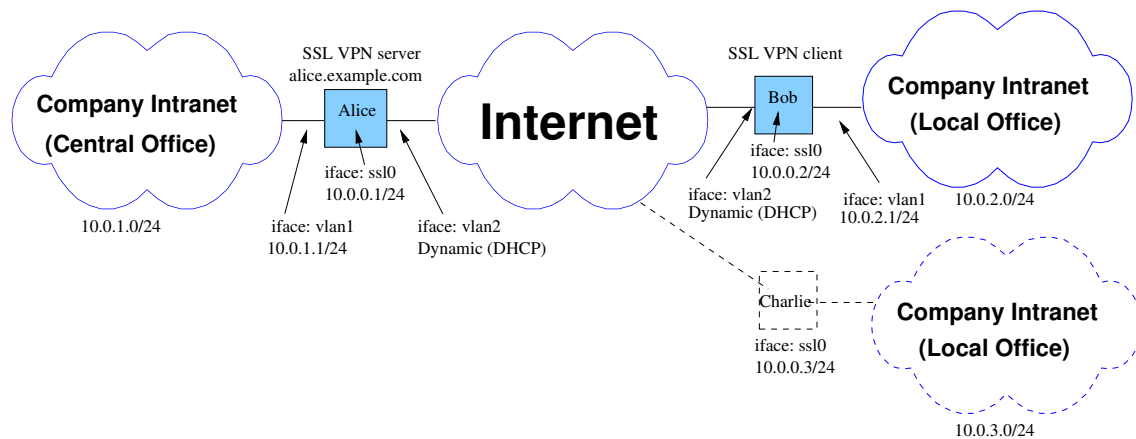 SSL VPN server
alice.example.com
Company Intranet
(Central Office)
10.0.1.0/24
Alice
iface: ssl0
10.0.0.1/24
iface: vlan1
10.0.1.1/24
iface: vlan2
Dynamic (DHCP)
Internet
SSL VPN client
Bob
iface: ssl0
10.0.0.2/24
iface: vlan2
Dynamic (DHCP)
iface: vlan1
10.0.2.1/24
Company Intranet
(Local Office)
10.0.2.0/24
Charlie
iface: ssl0
10.0.0.3/24
Company Intranet
(Local Office)
10.0.3.0/24